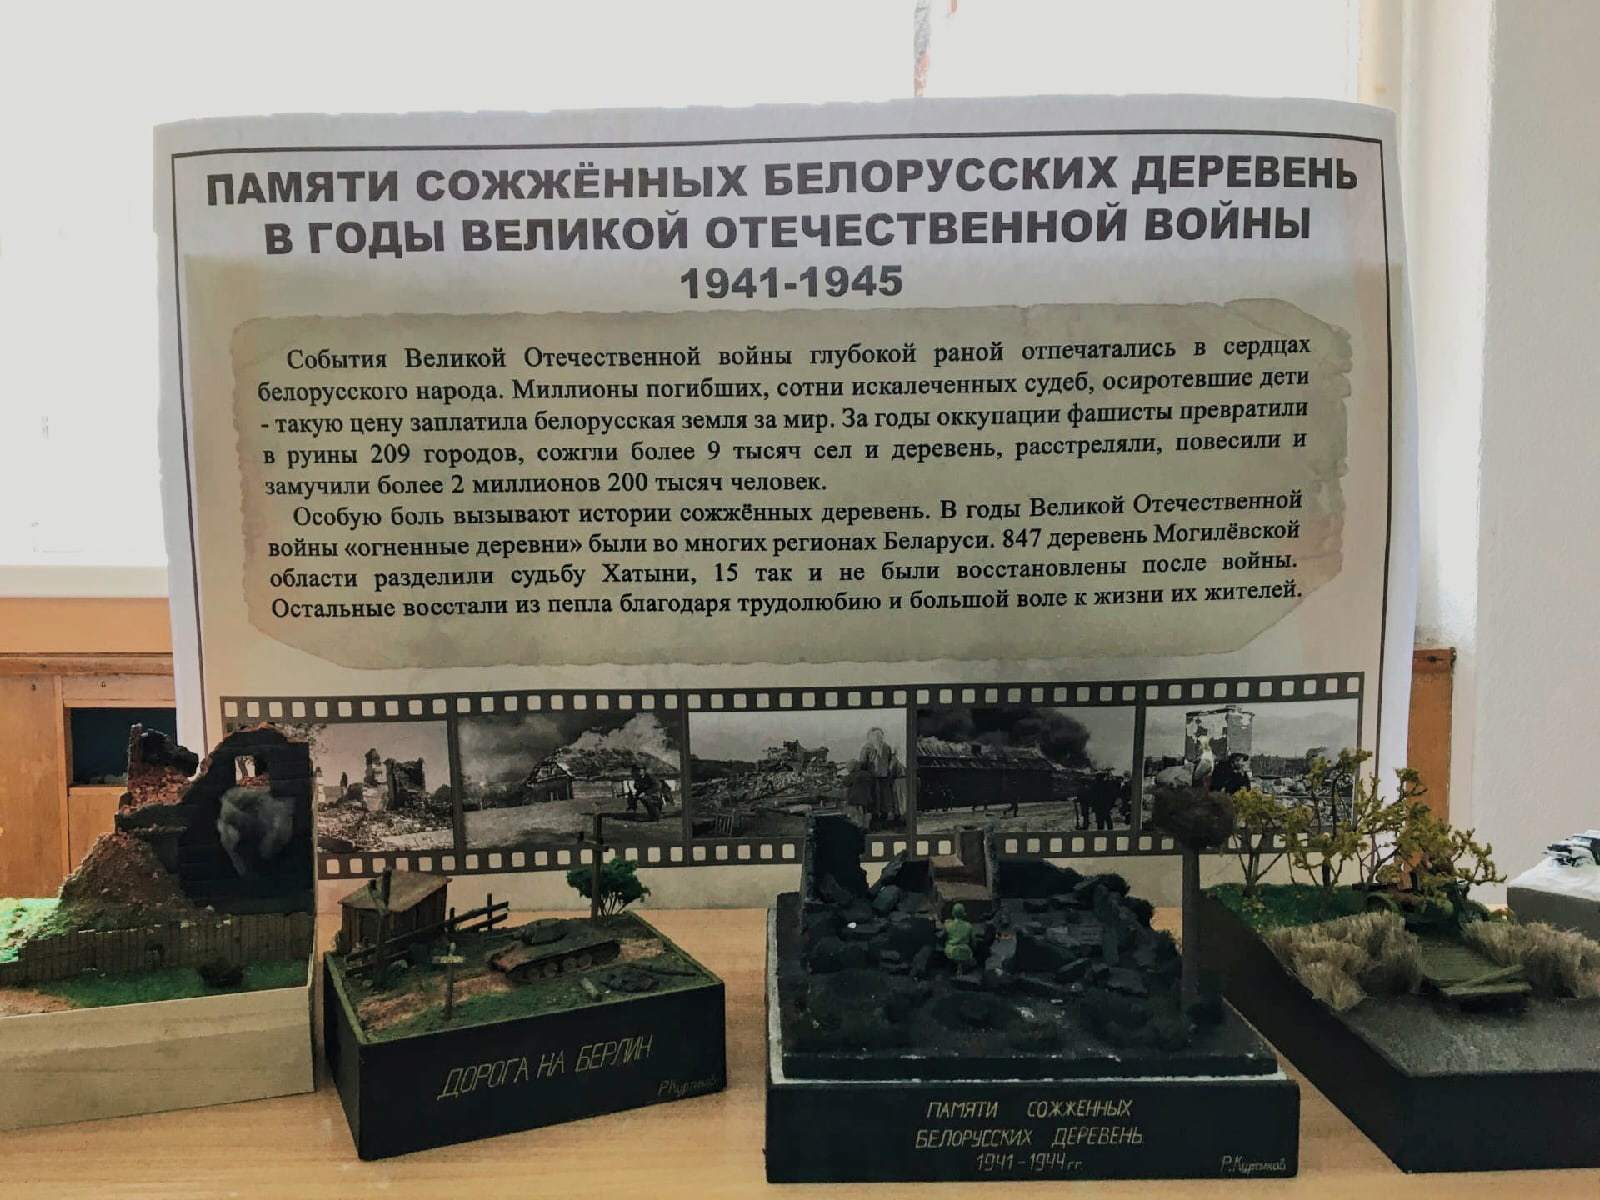 ПАМЯТИ СОЖЖЁННЫХ БЕЛОРУССКИХ ДЕРЕВЕНЬ
В ГОДЫ ВЕЛИКОЙ ОТЕЧЕСТВЕННОЙ ВОЙНЫ
1941-1945
События Великой Отечественной войны глубокой раной отпечатались в сердцах
белорусского народа. Миллионы погибших, сотни искалеченных судеб, осиротевшие дети
- такую цену заплатила белорусская земля за мир. За годы оккупации фашисты превратили
в руины 209 городов, сожгли более 9 тысяч сел и деревень, расстреляли, повесили и
замучили более 2 миллионов 200 тысяч человек.
Особую боль вызывают истории сожжённых деревень. В годы Великой Отечественной
войны «огненные деревни» были во многих регионах Беларуси. 847 деревень Могилёвской
области разделили судьбу Хатыни, 15 так и не были восстановлены после войны.
Остальные восстали из пепла благодаря трудолюбию и большой воле к жизни их жителей.
ДОРОГА НА БЕРЛИН
ПАМЯТИ СОЖЖЕННЫХ
БЕЛОРУССКИХ ДЕРЕВЕНЬ
1941-1944гг.